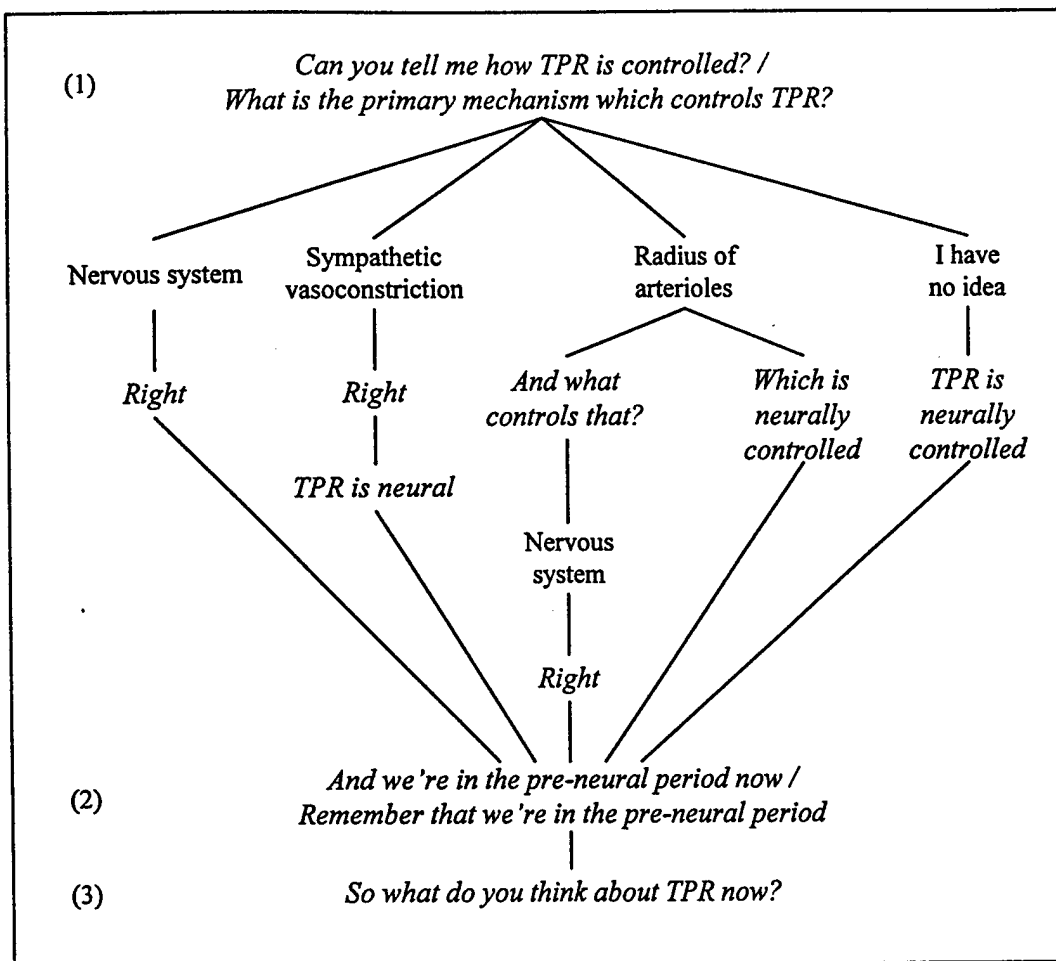 (1)
Can you tell me how TPR is controlled? /
What is the primary mechanism which controls TPR?
Nervous system
Sympathetic
vasoconstriction
Radius of
arterioles
I have
no idea
Right
Right
And what
controls that?
Which is
neurally
controlled
TPR is
neurally
controlled
TPR is neural
Nervous
system
Right
(2)
And we're in the pre-neural period now /
Remember that we're in the pre-neural period
(3)
So what do you think about TPR now?